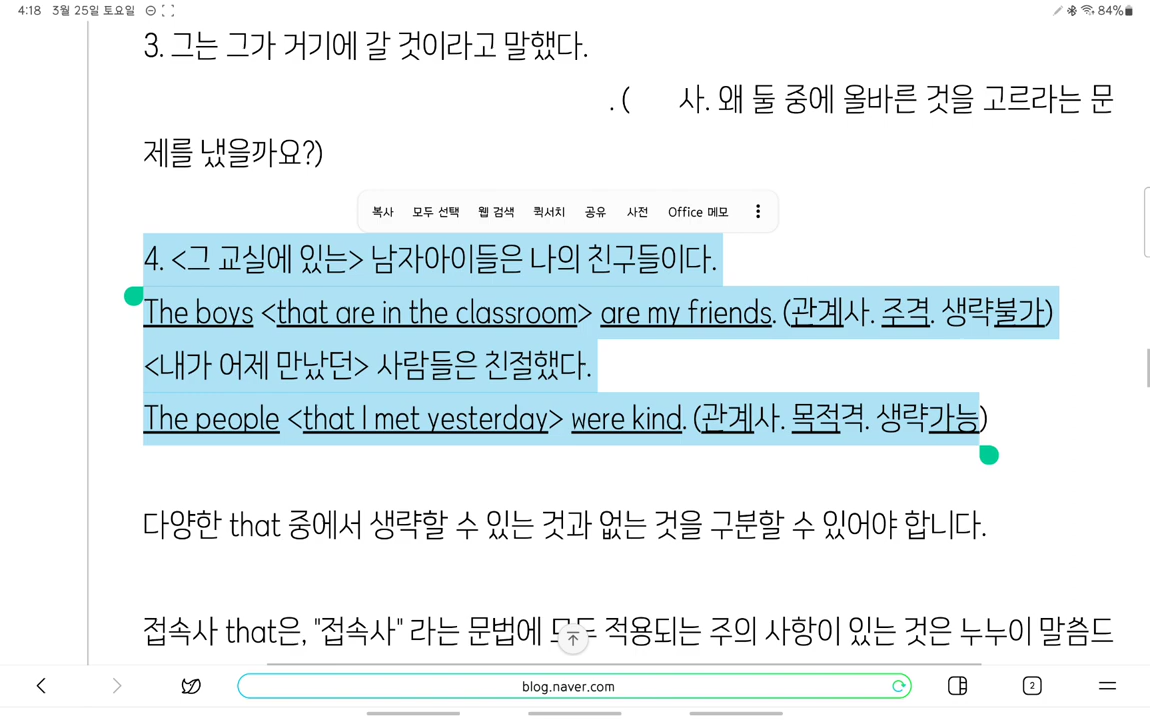 4:18 3월 25일 토요일
84%
3. 그는 그가 거기에 갈 것이라고 말했다.
. ( 사. 왜 둘 중에 올바른 것을 고르라는 문
제를 냈을까요?)
복사 모두 선택 웹 검색 퀵서치 공유 사전 Office 메모
4. <그 교실에 있는> 남자아이들은 나의 친구들이다.
The boys <that are in the classroom> are my friends. (관계사. 주격. 생략불가)
<내가 어제 만났던> 사람들은 친절했다.
The people <that I met yesterday> were kind. (관계사. 목적격. 생략가능)
다양한 that 중에서 생략할 수 있는 것과 없는 것을 구분할 수 있어야 합니다.
접속사 that은, "접속사" 라는 문법에 모두 적용되는 주의 사항이 있는 것은 누누이 말씀드
blog.naver.com
2